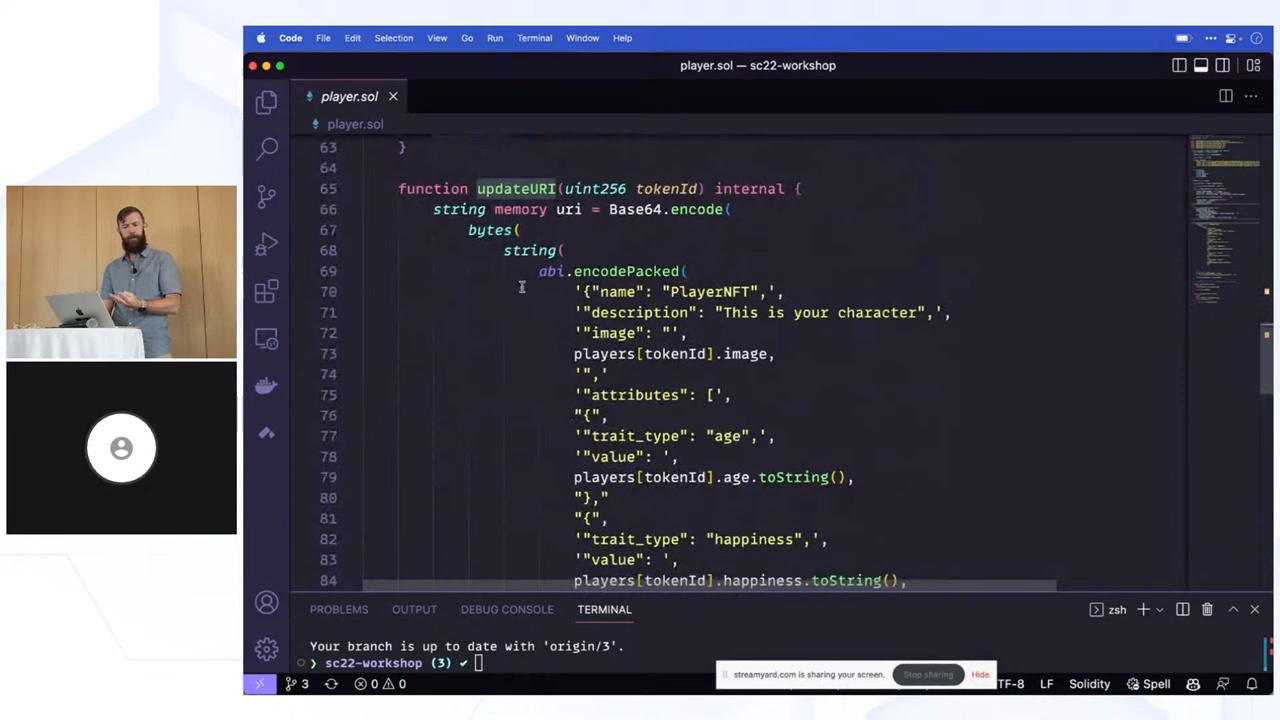 Code File Edit Selection View Go Run Terminal Window Help
player.sol — sc22-workshop
player.sol
player.sol
63 }
64
65 function updateURI(uint256 tokenId) internal {
66 string memory uri = Base64.encode(
67 bytes(
68 string(
69 abi.encodePacked(
70 '{"name": "PlayerNFT",',
71 '"description": "This is your character",',
72 '"image": "',
73 players[tokenId].image,
74 '",'
75 '"attributes": [',
76 "{",
77 '"trait_type": "age",',
78 '"value": ',
79 players[tokenId].age.toString(),
80 "},"
81 "{",
82 '"trait_type": "happiness",',
83 '"value": ',
84 players[tokenId].happiness.toString(),
PROBLEMS OUTPUT DEBUG CONSOLE TERMINAL
zsh
Your branch is up to date with 'origin/3'.
❯ sc22-workshop (3) ✔
streamyard.com is sharing your screen. Stop sharing Hide
3 0 0 TF-8 LF Solidity Spell